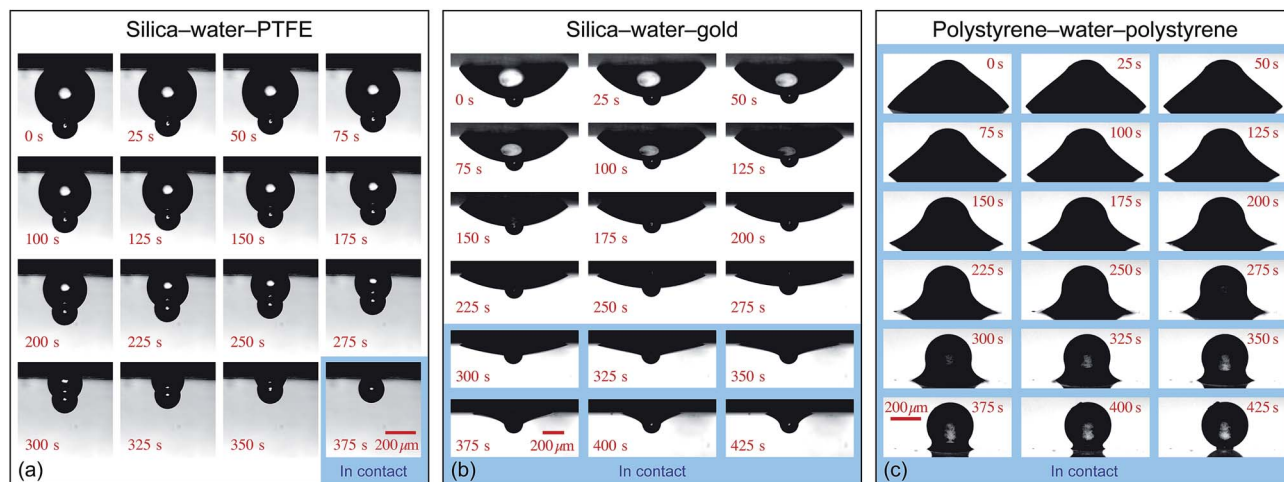 Silica–water–PTFE
0 s
25 s
50 s
75 s
100 s
125 s
150 s
175 s
200 s
225 s
250 s
275 s
300 s
325 s
350 s
375 s
200 μm
(a)
In contact
Silica–water–gold
0 s
25 s
50 s
75 s
100 s
125 s
150 s
175 s
200 s
225 s
250 s
275 s
300 s
325 s
350 s
375 s
200 μm
400 s
425 s
(b)
In contact
Polystyrene–water–polystyrene
0 s
25 s
50 s
75 s
100 s
125 s
150 s
175 s
200 s
225 s
250 s
275 s
300 s
325 s
350 s
200 μm
375 s
400 s
425 s
(c)
In contact